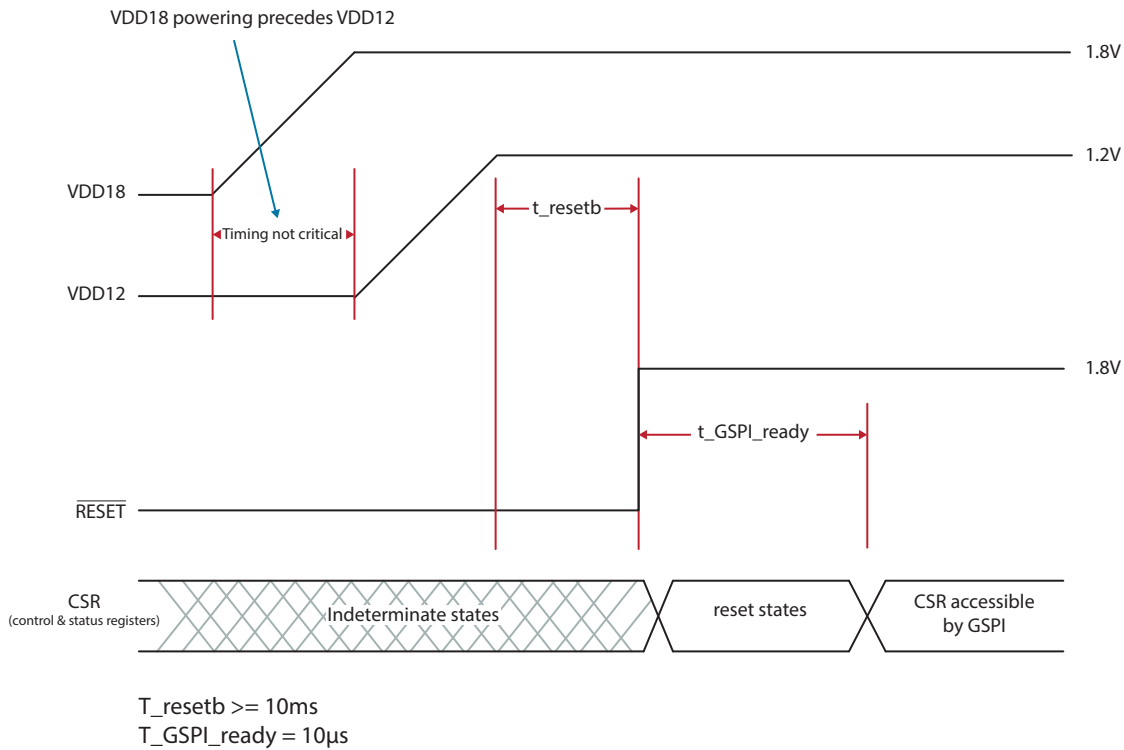 VDD18 powering precedes VDD12
1.8V
1.2V
VDD18
t_resetb
Timing not critical
VDD12
1.8V
t_GSPI_ready
RESET
CSR
(control & status registers)
Indeterminate states
reset states
CSR accessible
by GSPI
T_resetb >= 10ms
T_GSPI_ready = 10μs